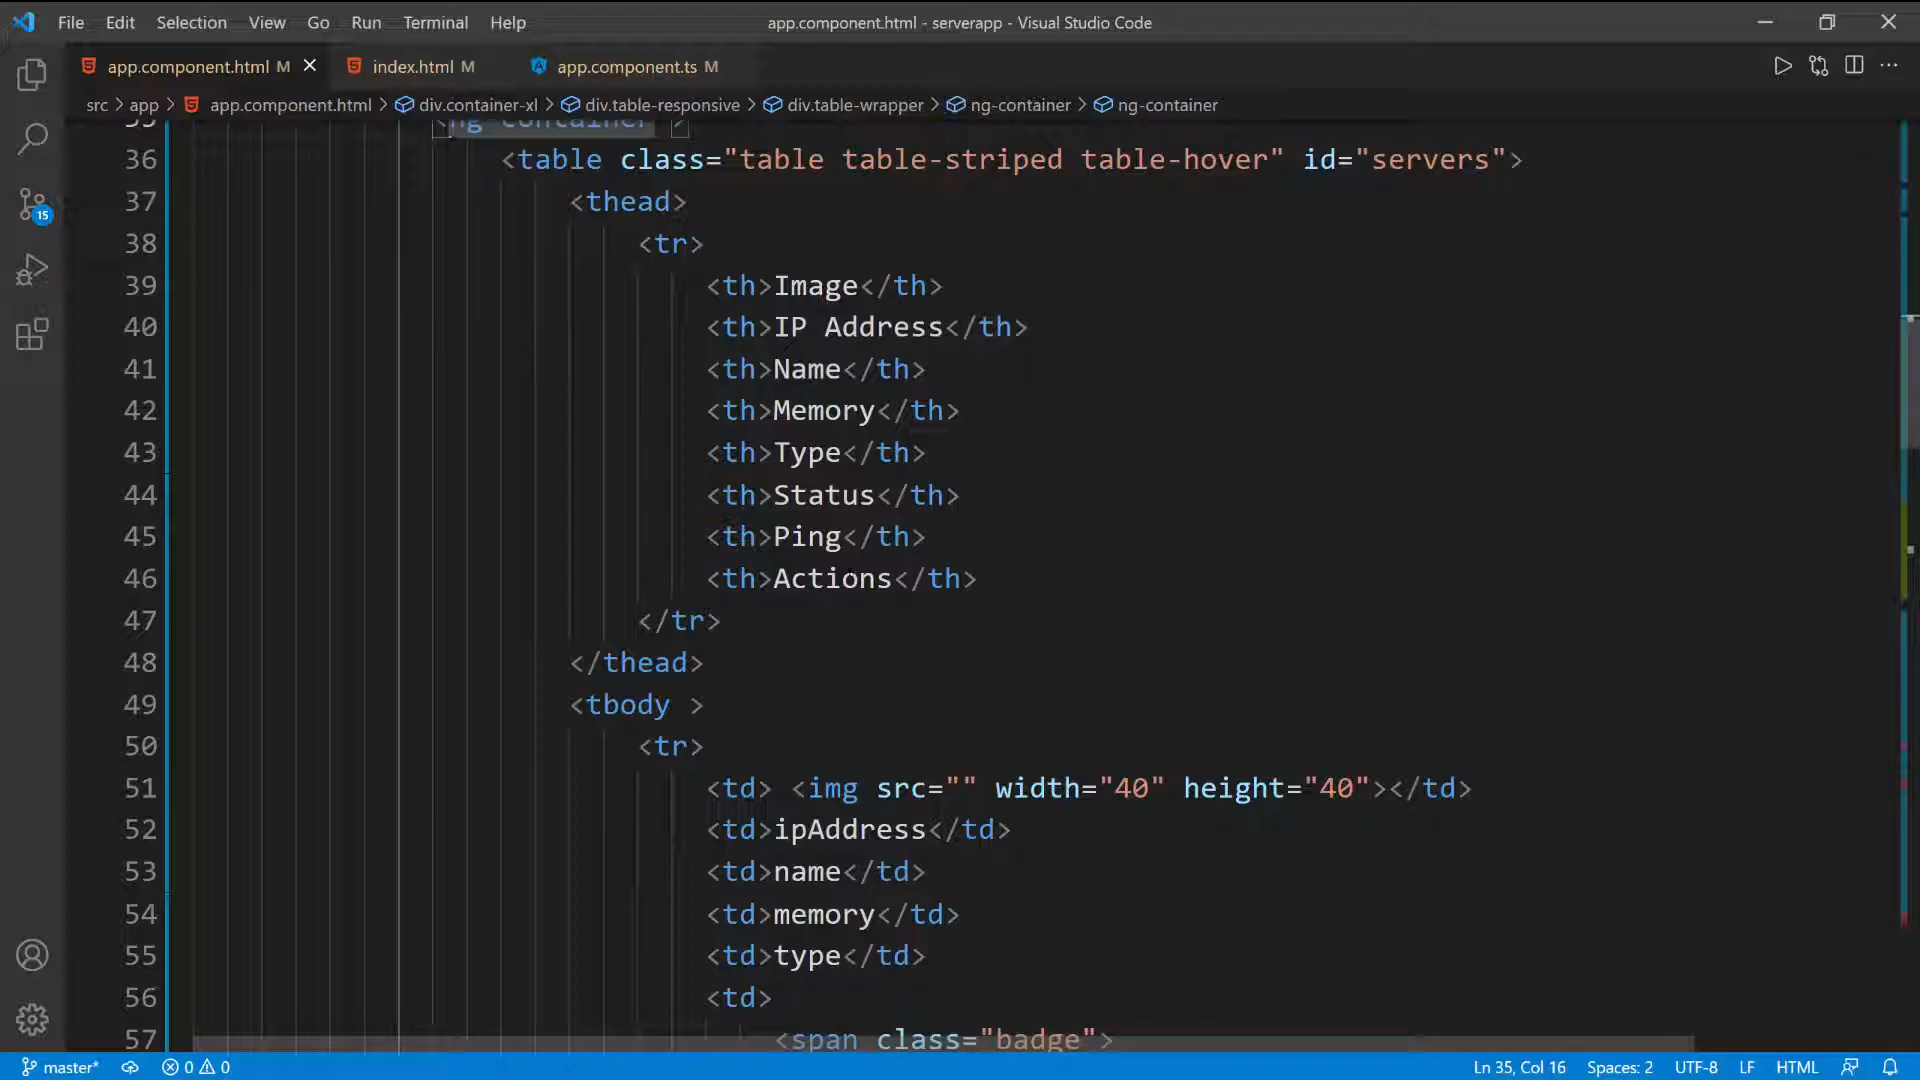 File Edit Selection View Go Run Terminal Help app.component.html - serverapp - Visual Studio Code
app.component.html M index.html M app.component.ts M
src > app > app.component.html > div.container-xl > div.table-responsive > div.table-wrapper > ng-container > ng-container
35 <ng-container >
36 <table class="table table-striped table-hover" id="servers">
37 <thead>
38 <tr>
39 <th>Image</th>
40 <th>IP Address</th>
41 <th>Name</th>
42 <th>Memory</th>
43 <th>Type</th>
44 <th>Status</th>
45 <th>Ping</th>
46 <th>Actions</th>
47 </tr>
48 </thead>
49 <tbody >
50 <tr>
51 <td> <img src="" width="40" height="40"></td>
52 <td>ipAddress</td>
53 <td>name</td>
54 <td>memory</td>
55 <td>type</td>
56 <td>
57 <span class="badge">
15
master* 0 0 Ln 35, Col 16 Spaces: 2 UTF-8 LF HTML